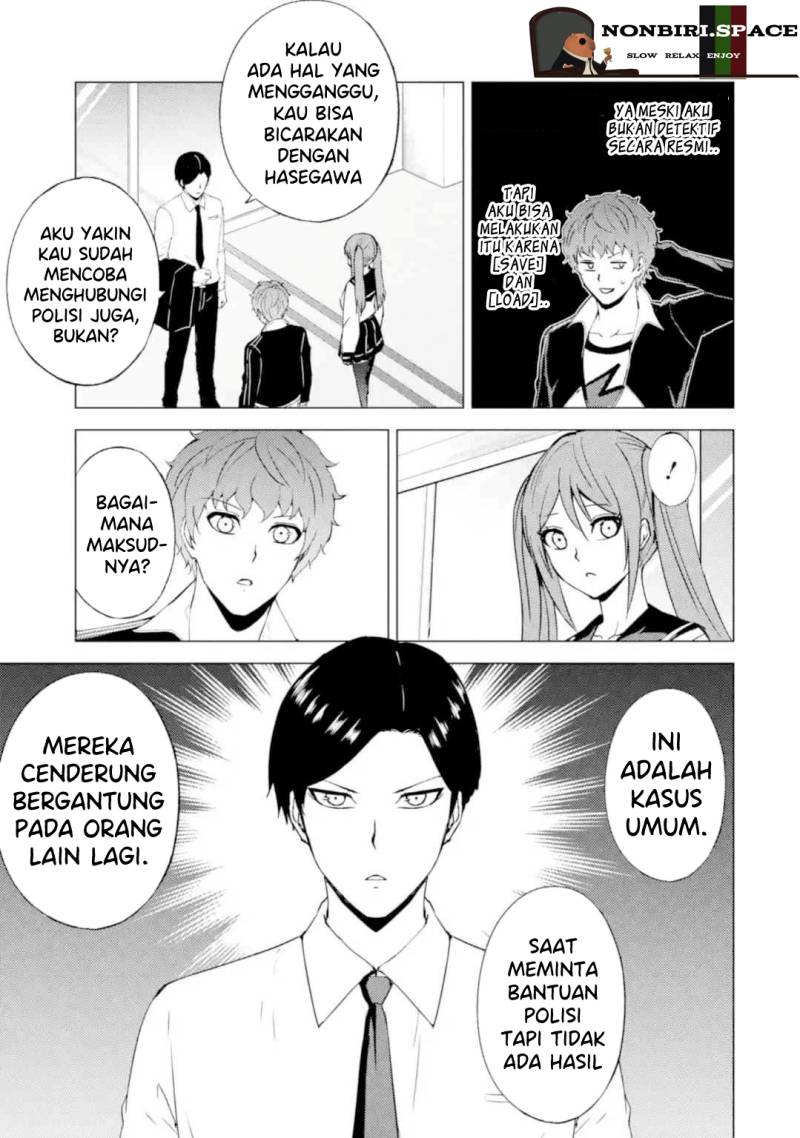 NONBIRI.SPACE
SLOW RELAX ENJOY
YA MESKI AKU
BUKAN DETEKTIF
SECARA RESMI..
TAPI
AKU BISA
MELAKUKAN
ITU KARENA
[SAVE]
DAN
[LOAD]..
KALAU
ADA HAL YANG
MENGGANGGU,
KAU BISA
BICARAKAN
DENGAN
HASEGAWA
AKU YAKIN
KAU SUDAH
MENCOBA
MENGHUBUNGI
POLISI JUGA,
BUKAN?
!
BAGAI-
MANA
MAKSUD-
NYA?
INI
ADALAH
KASUS
UMUM.
SAAT
MEMINTA
BANTUAN
POLISI
TAPI TIDAK
ADA HASIL
MEREKA
CENDERUNG
BERGANTUNG
PADA ORANG
LAIN LAGI.